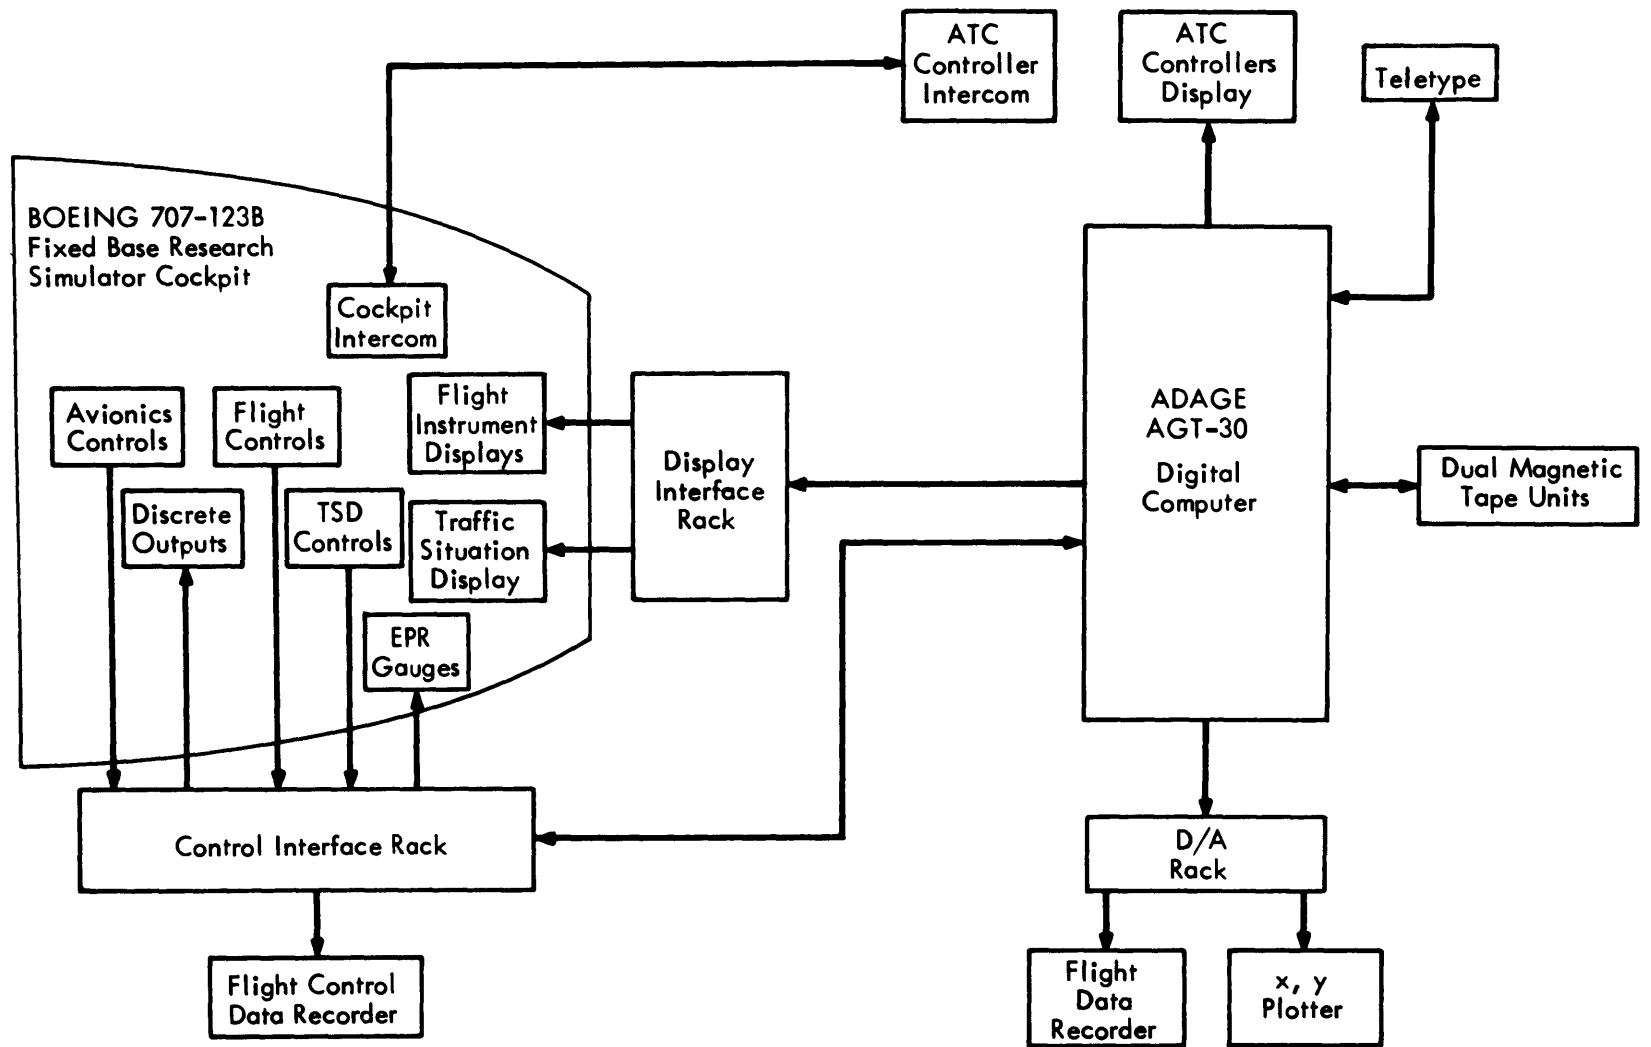 ATC
Controller
Intercom
ATC
Controllers
Display
Teletype
BOEING 707-123B
Fixed Base Research
Simulator Cockpit
Cockpit
Intercom
Avionics
Controls
Flight
Controls
Flight
Instrument
Displays
Discrete
Outputs
TSD
Controls
Traffic
Situation
Display
EPR
Gauges
Display
Interface
Rack
ADAGE
AGT-30
Digital
Computer
Dual Magnetic
Tape Units
Control Interface Rack
D/A
Rack
Flight Control
Data Recorder
Flight
Data
Recorder
x, y
Plotter